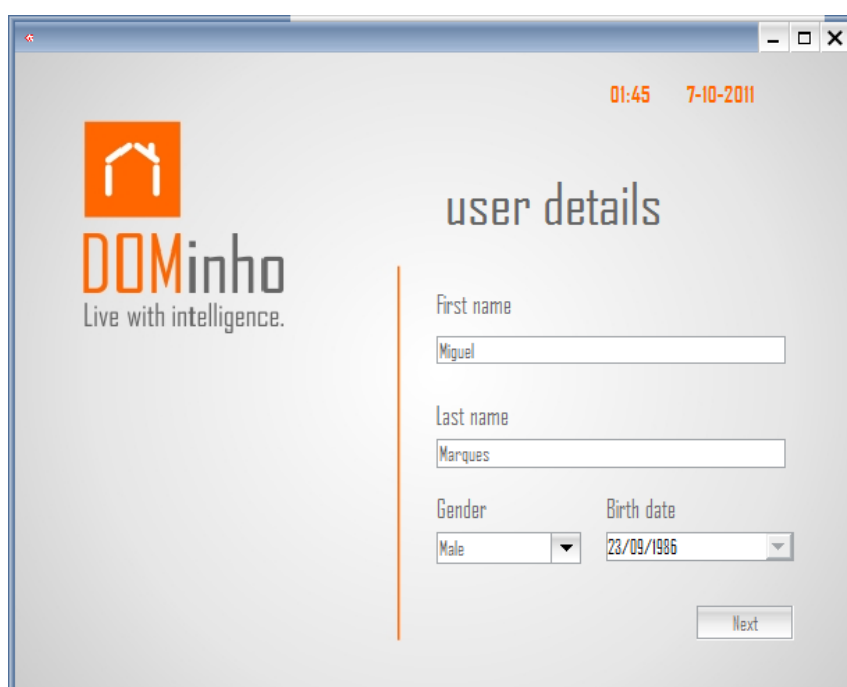 01:45 7-10-2011
DOMinho
Live with intelligence.
user details
First name
Miguel
Last name
Marques
Gender Birth date
Male 23/09/1986
Next